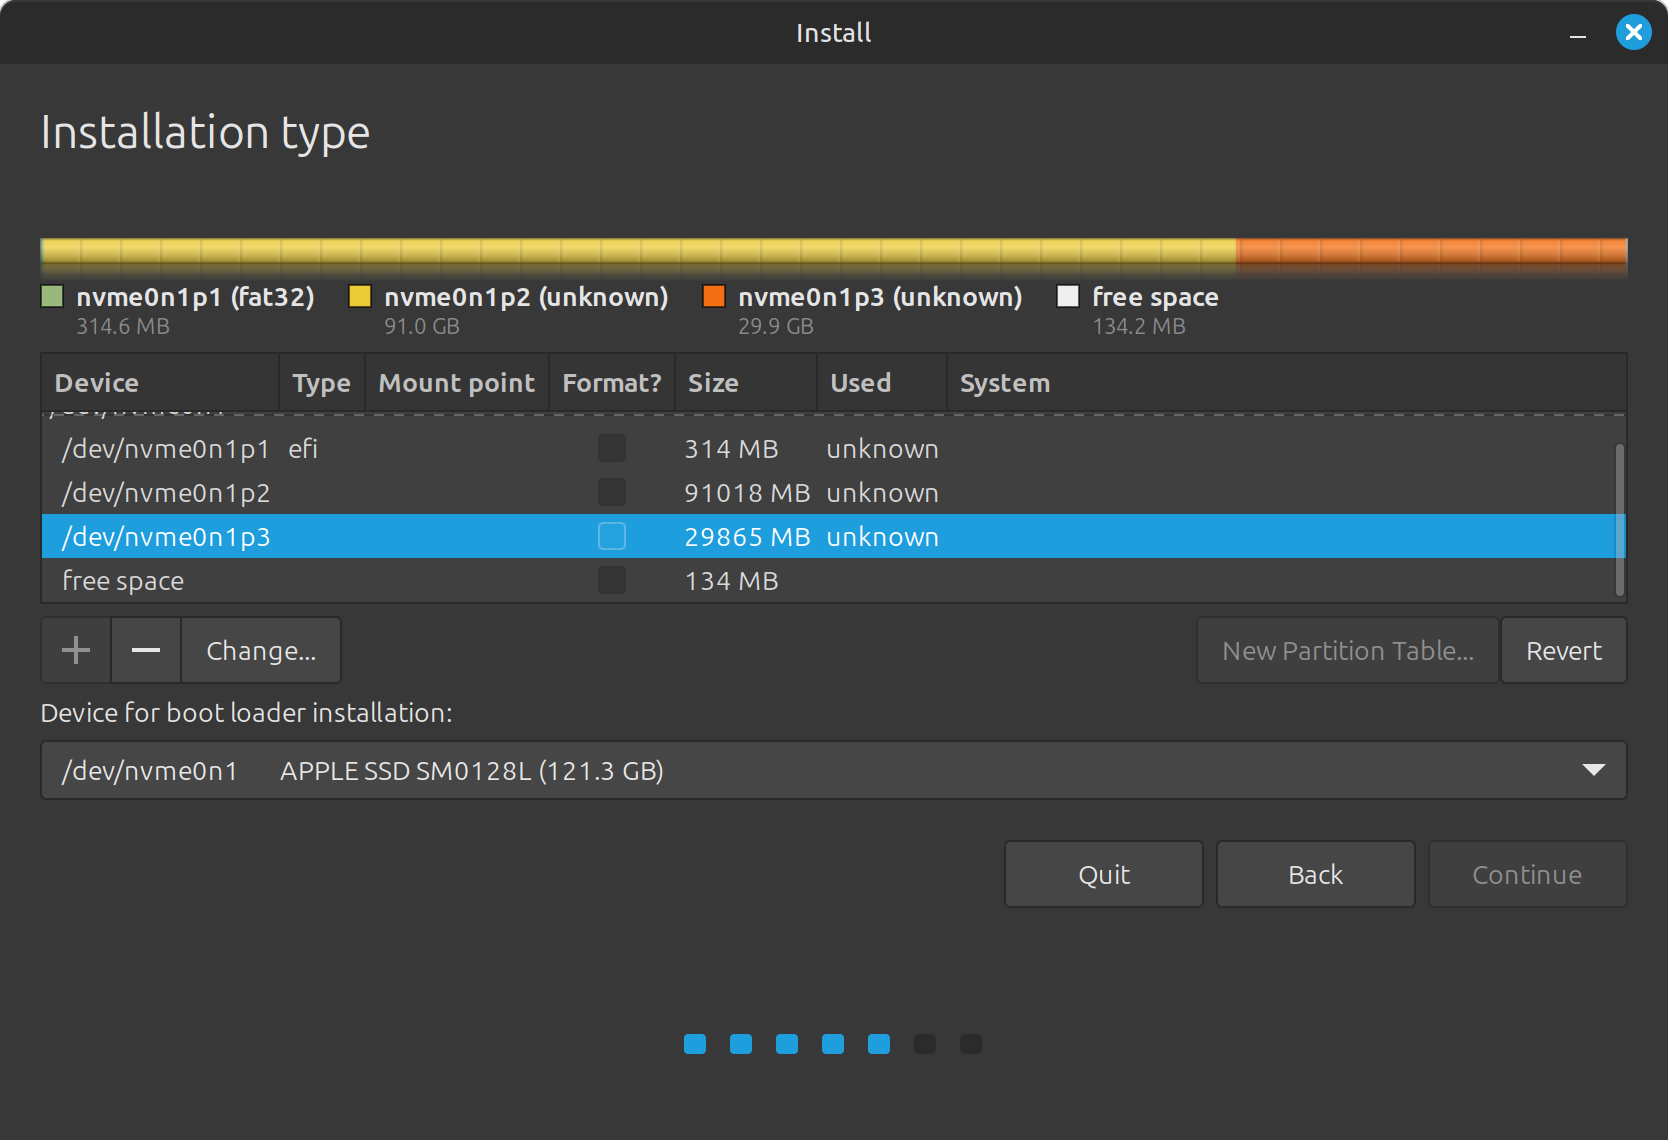 Install
Installation type
nvme0n1p1 (fat32) nvme0n1p2 (unknown) nvme0n1p3 (unknown) free space
314.6 MB 91.0 GB 29.9 GB 134.2 MB
Device Type Mount point Format? Size Used System
/dev/nvme0n1p1 efi 314 MB unknown
/dev/nvme0n1p2 91018 MB unknown
/dev/nvme0n1p3 29865 MB unknown
free space 134 MB
Change... New Partition Table... Revert
Device for boot loader installation:
/dev/nvme0n1 APPLE SSD SM0128L (121.3 GB)
Quit Back Continue